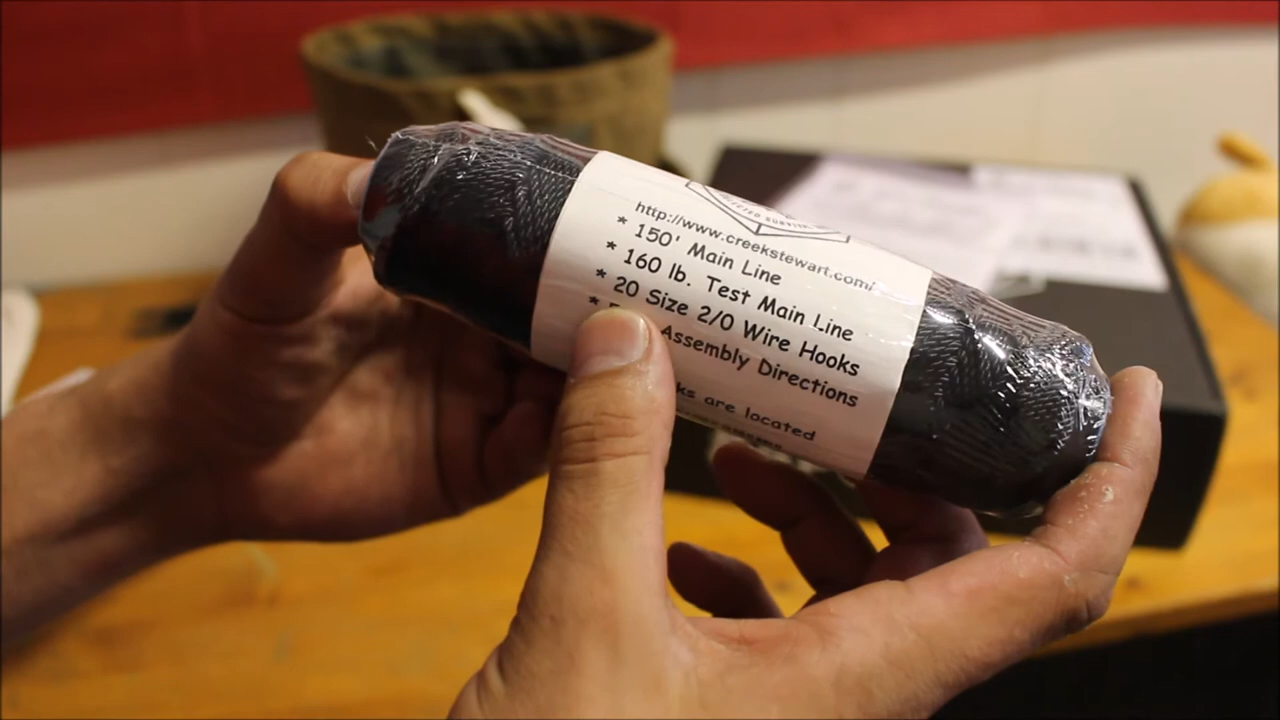 SURVIVAL
http://www.creekstewart.com/
* 150' Main Line
* 160 lb. Test Main Line
* 20 Size 2/0 Wire Hooks
* Assembly Directions
are located